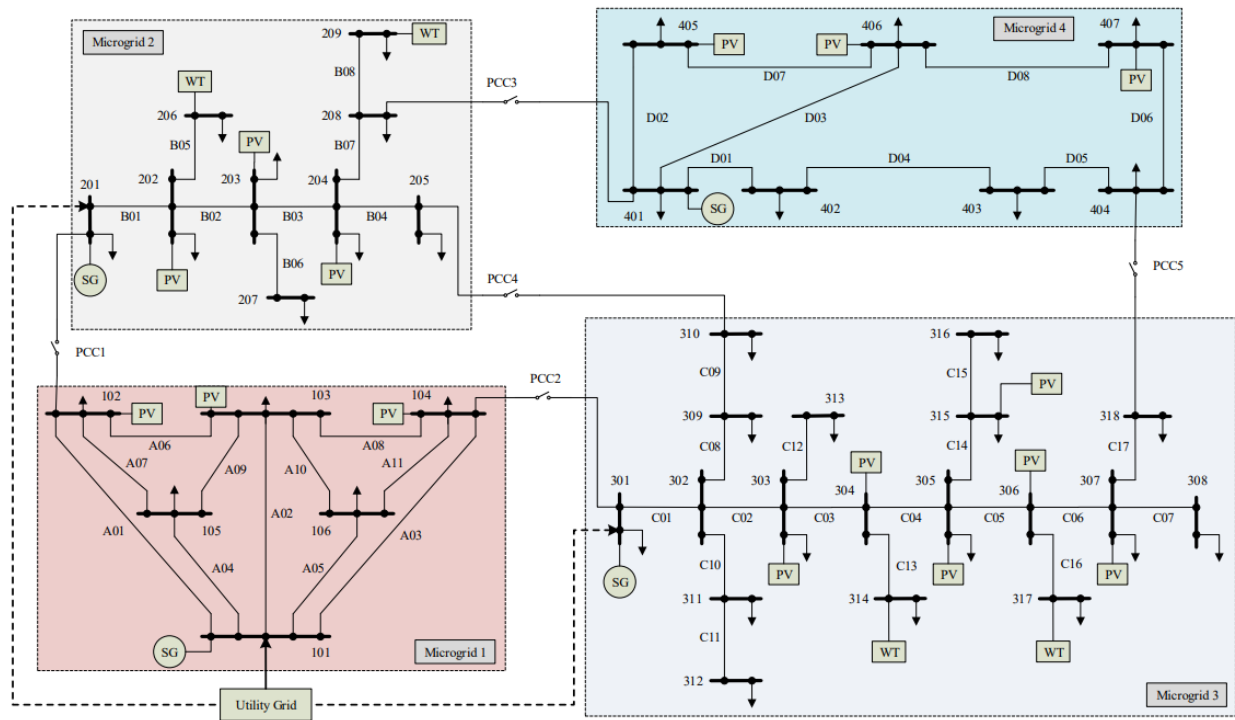 Microgrid 2
209
WT
B08
WT
206
208
B05
PV
B07
201
202
203
204
205
B01
B02
B03
B04
SG
PV
B06
PV
207
PCC1
PCC3
PCC4
Microgrid 4
405
PV
PV
406
407
D07
D08
PV
D02
D03
D06
D01
D04
D05
401
SG
402
403
404
PCC5
102
PV
PV
103
PV
104
PCC2
A06
A08
A07
A09
A10
A11
A01
105
A02
106
A03
A04
A05
SG
101
Microgrid 1
Utility Grid
310
316
C09
C15
313
PV
309
315
318
C08
C12
PV
C14
PV
C17
301
302
303
304
305
306
307
308
C01
C02
C03
C04
C05
C06
C07
SG
C10
PV
C13
PV
C16
PV
311
314
317
C11
WT
WT
312
Microgrid 3